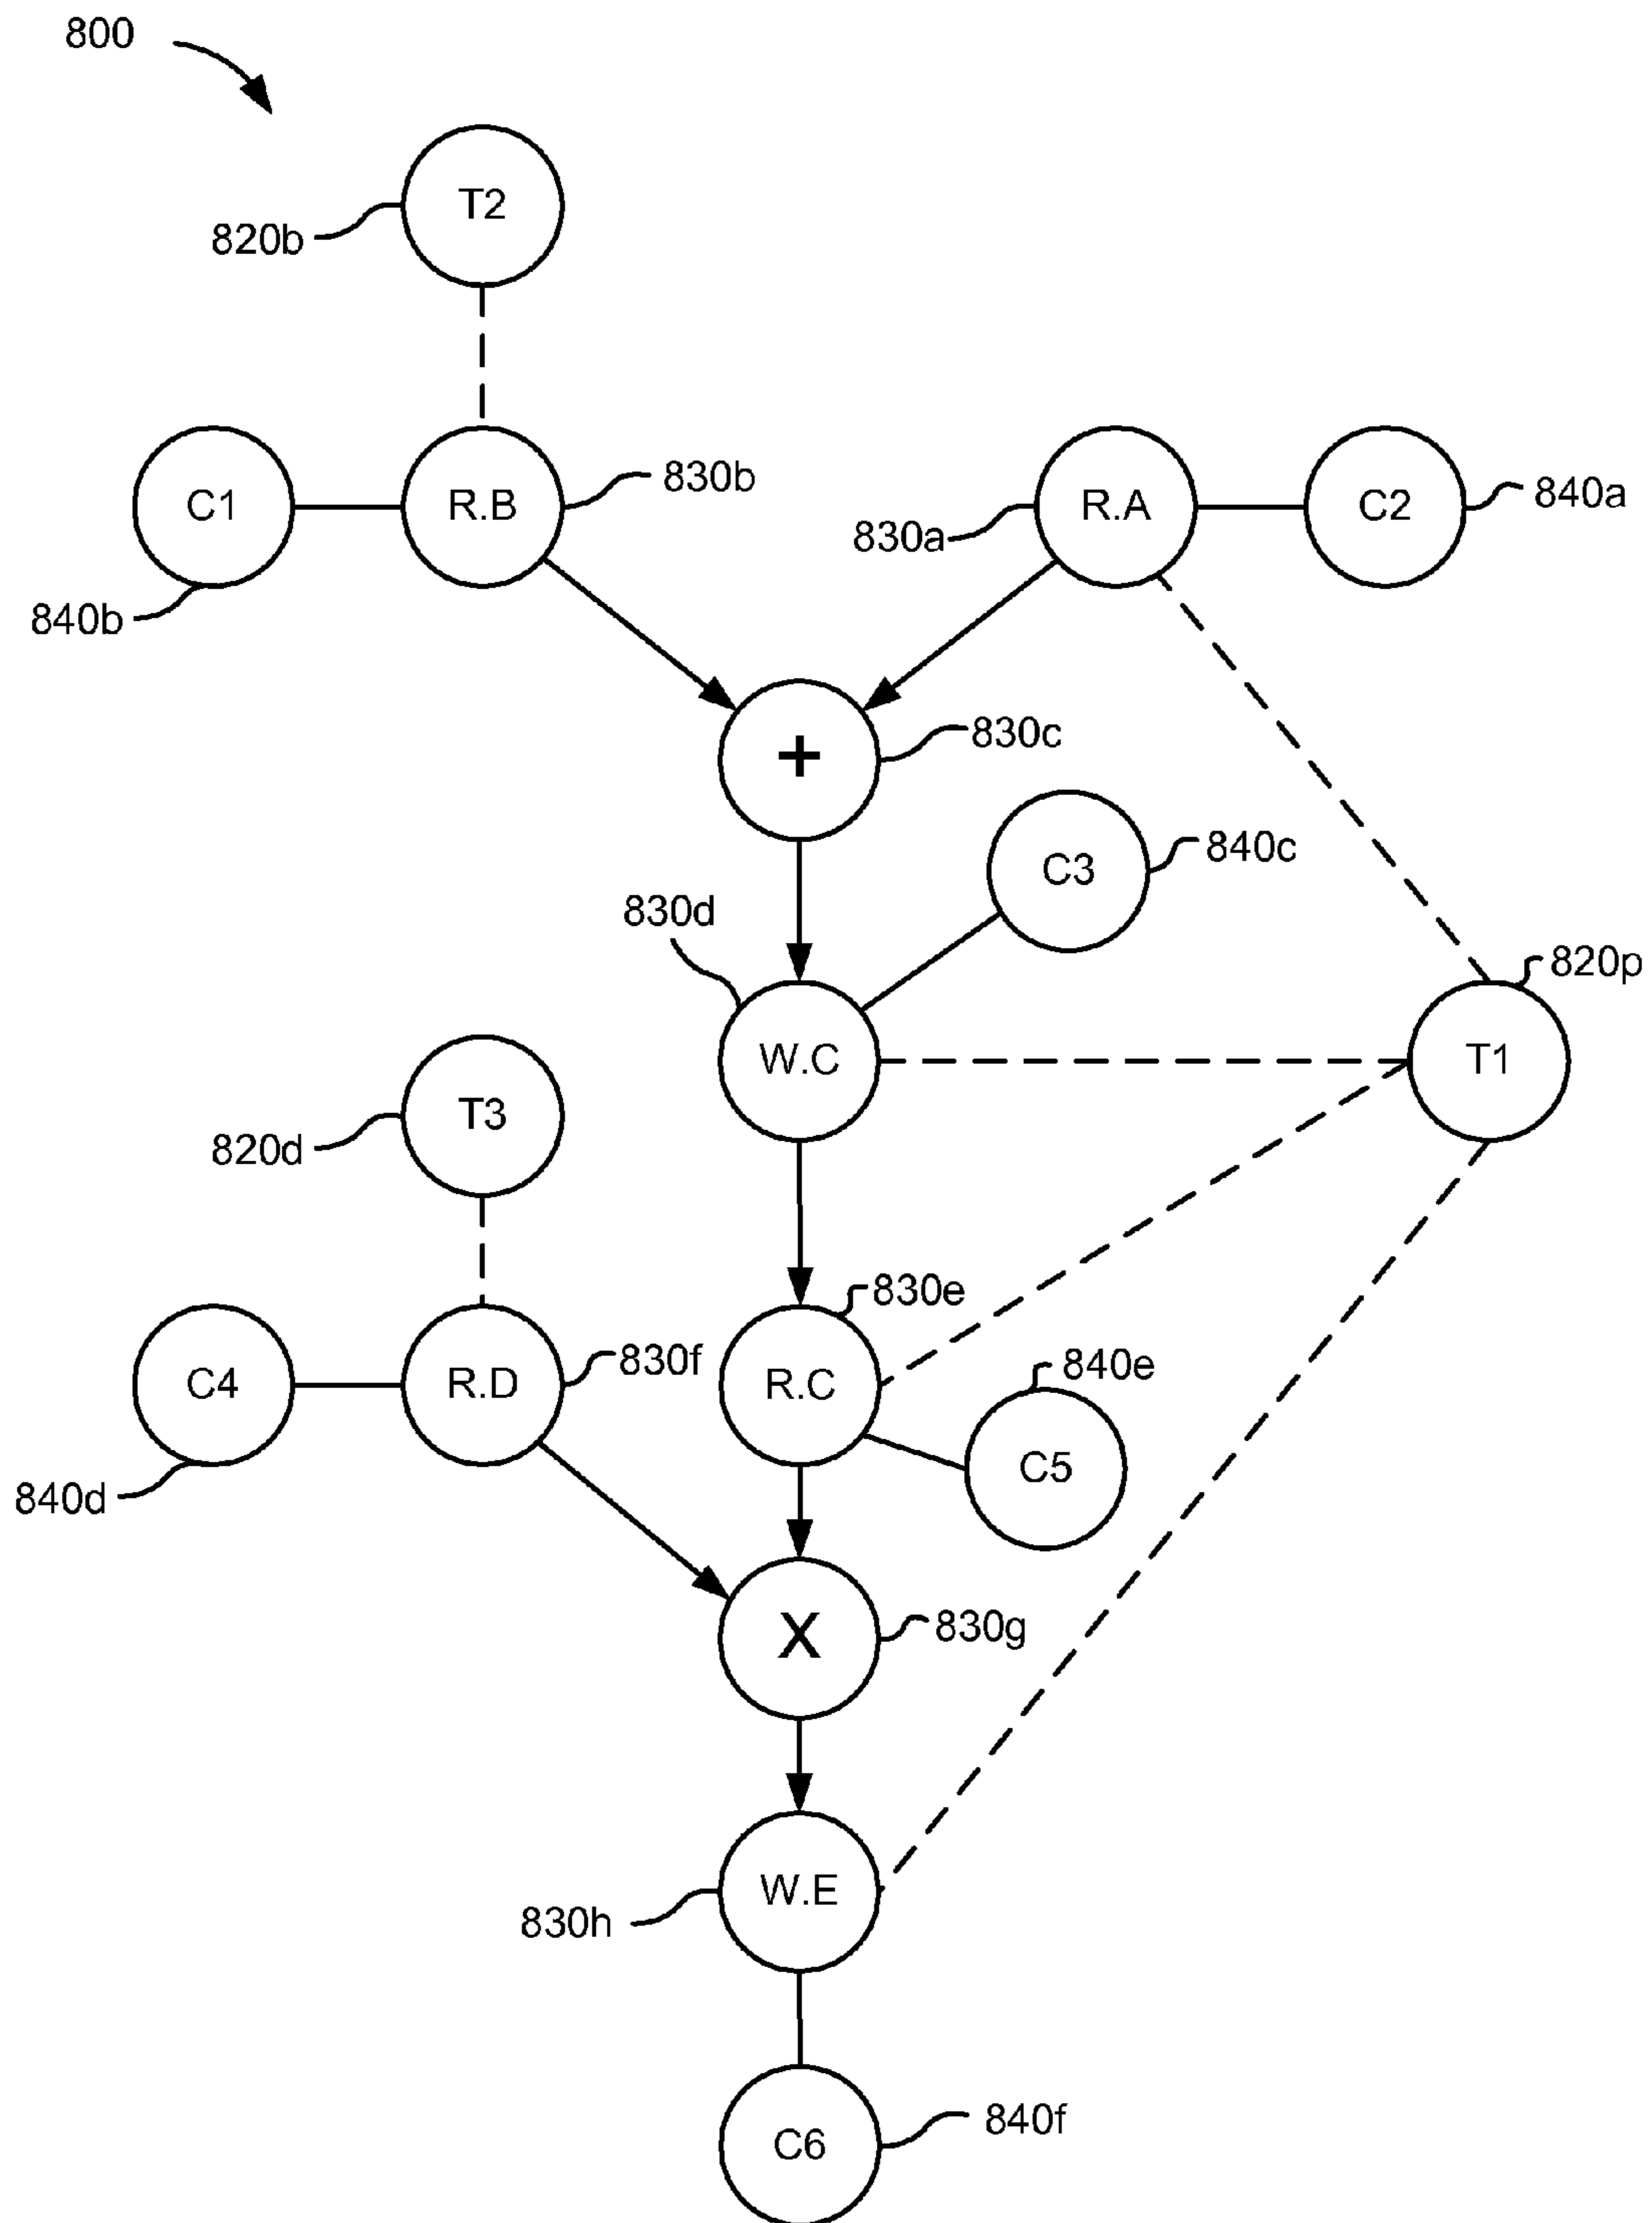 800
T2
820b
C1
R.B
830b
R.A
C2
840a
830a
840b
+
830c
C3
840c
830d
820p
W.C
T1
T3
820d
830e
C4
R.D
830f
R.C
840e
C5
840d
X
830g
W.E
830h
C6
840f